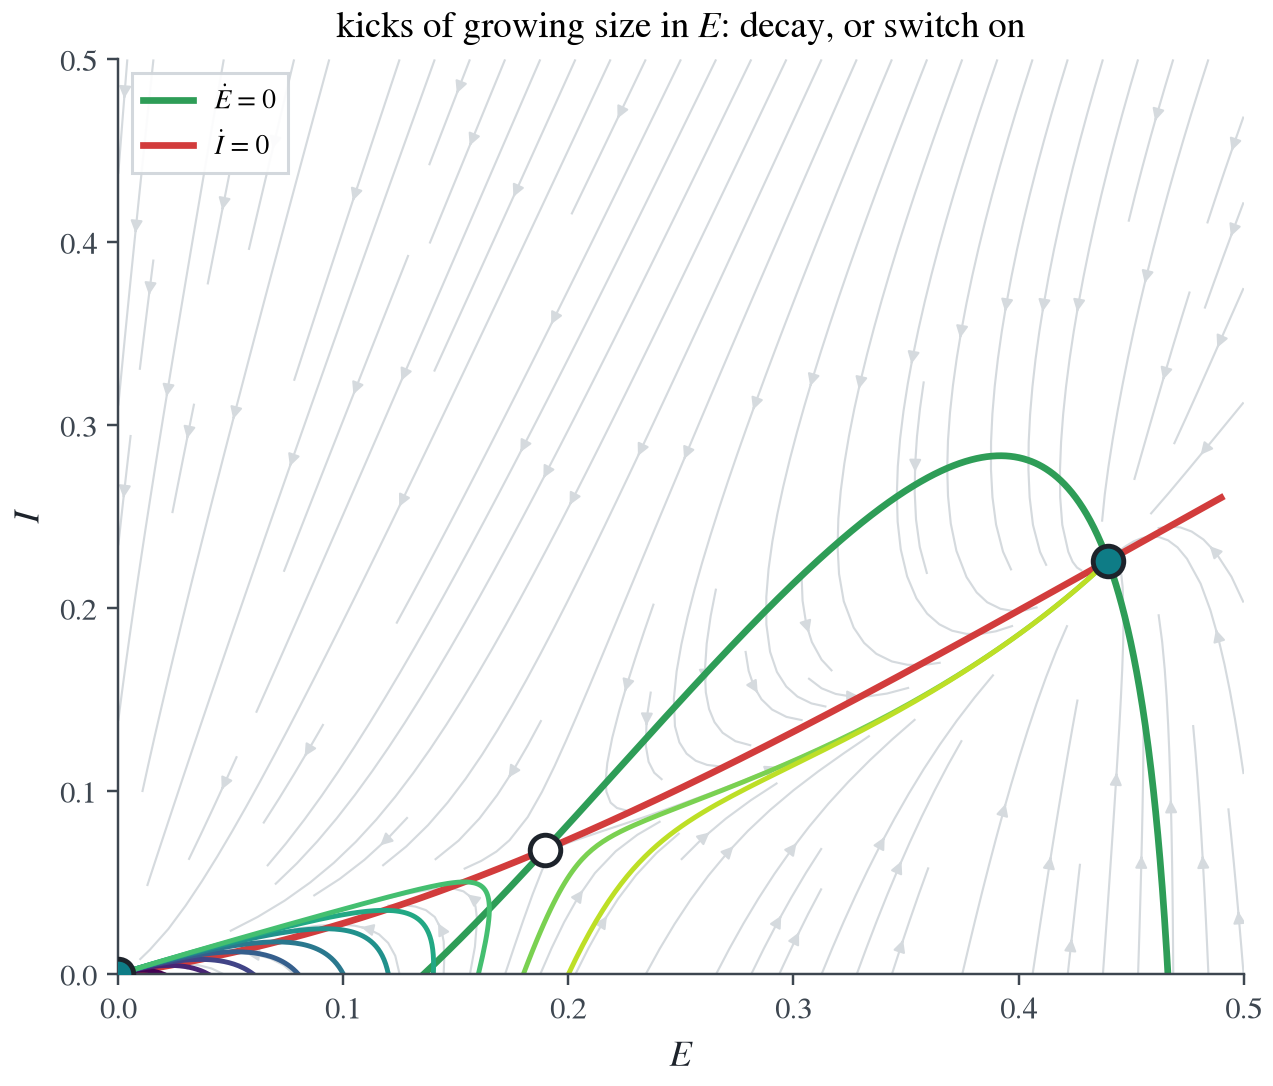 kicks of growing size in E: decay, or switch on
Ė = 0
İ = 0
0.5
0.4
0.3
0.2
0.1
0.0
I
0.0 0.1 0.2 0.3 0.4 0.5
E